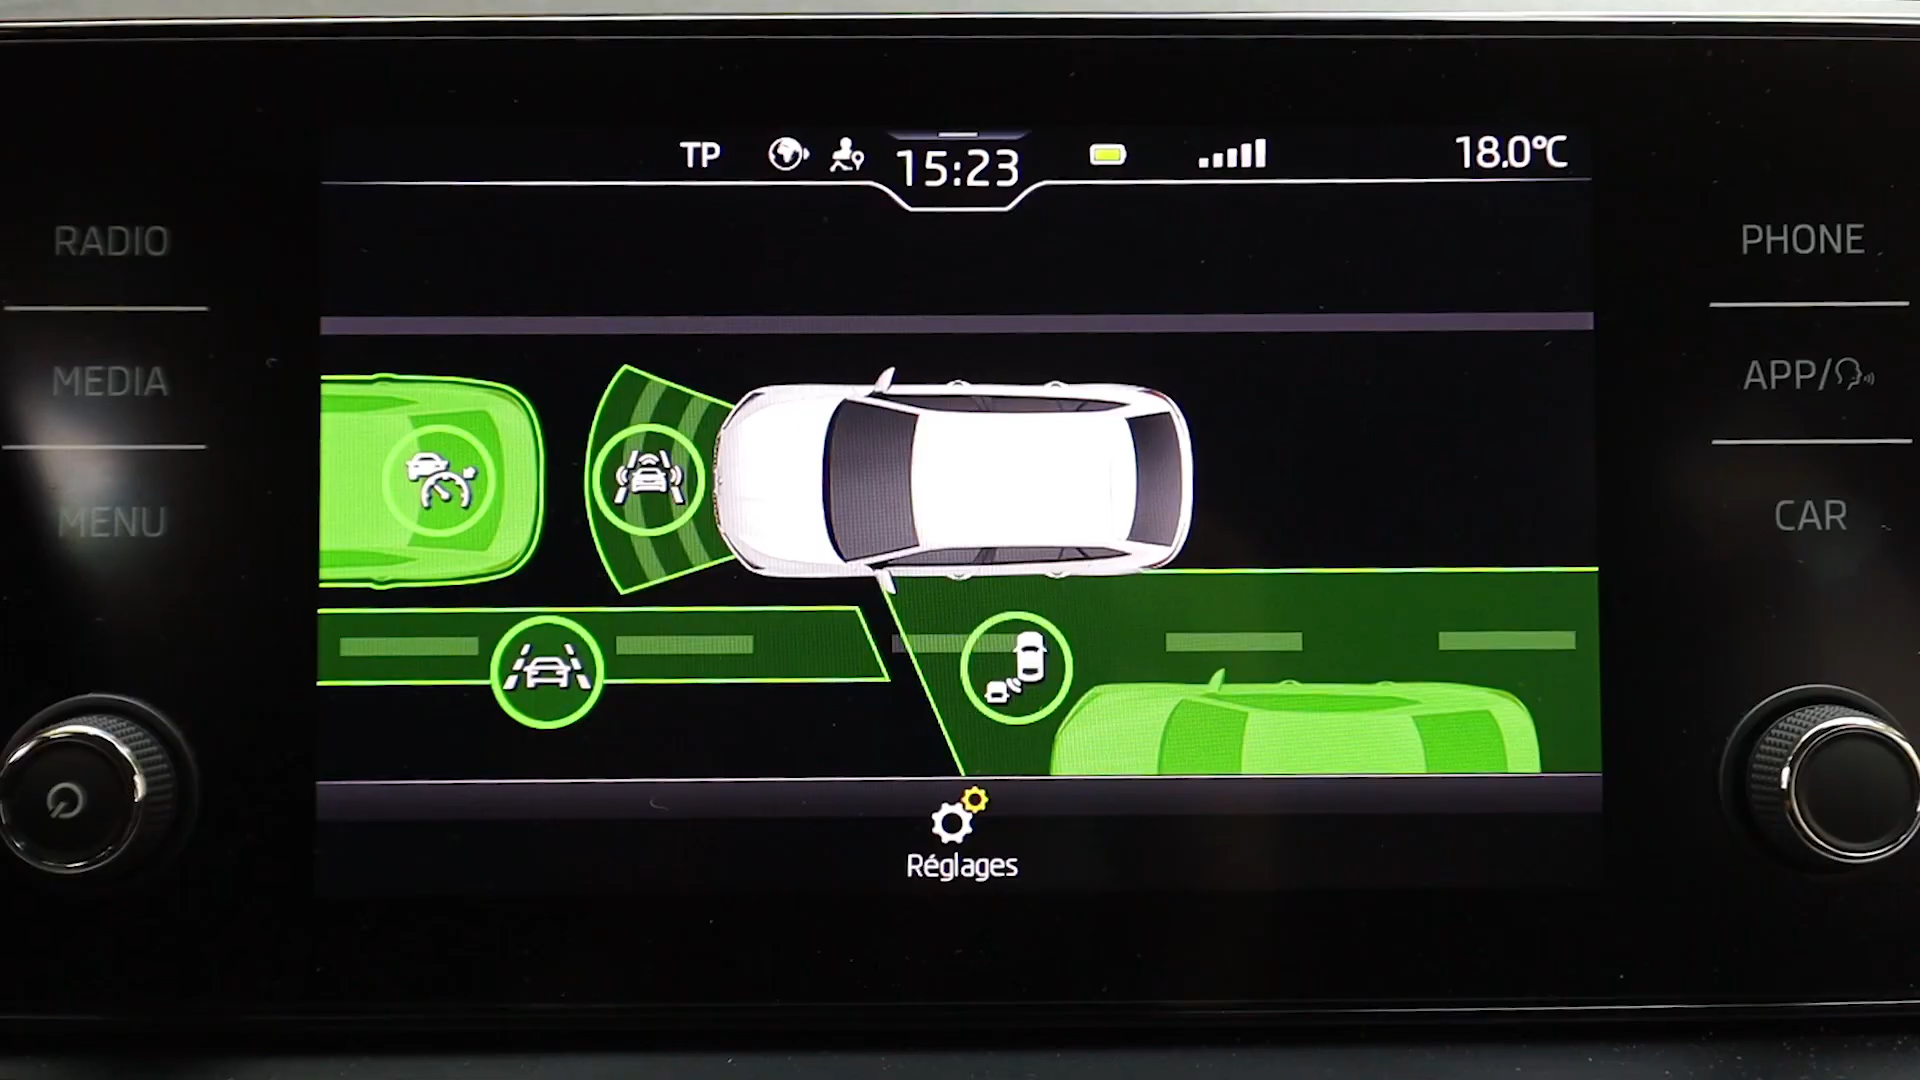 TP
15:23
18.0°C
RADIO
PHONE
MEDIA
APP/
MENU
CAR
Réglages